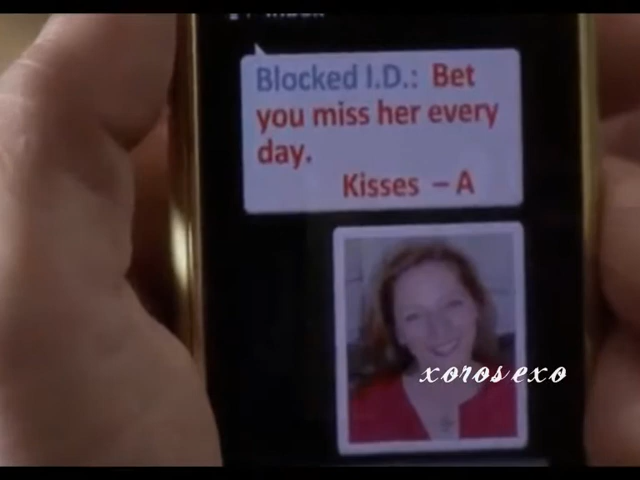 Blocked I.D.: Bet
you miss her every
day.
Kisses – A
xorosexo